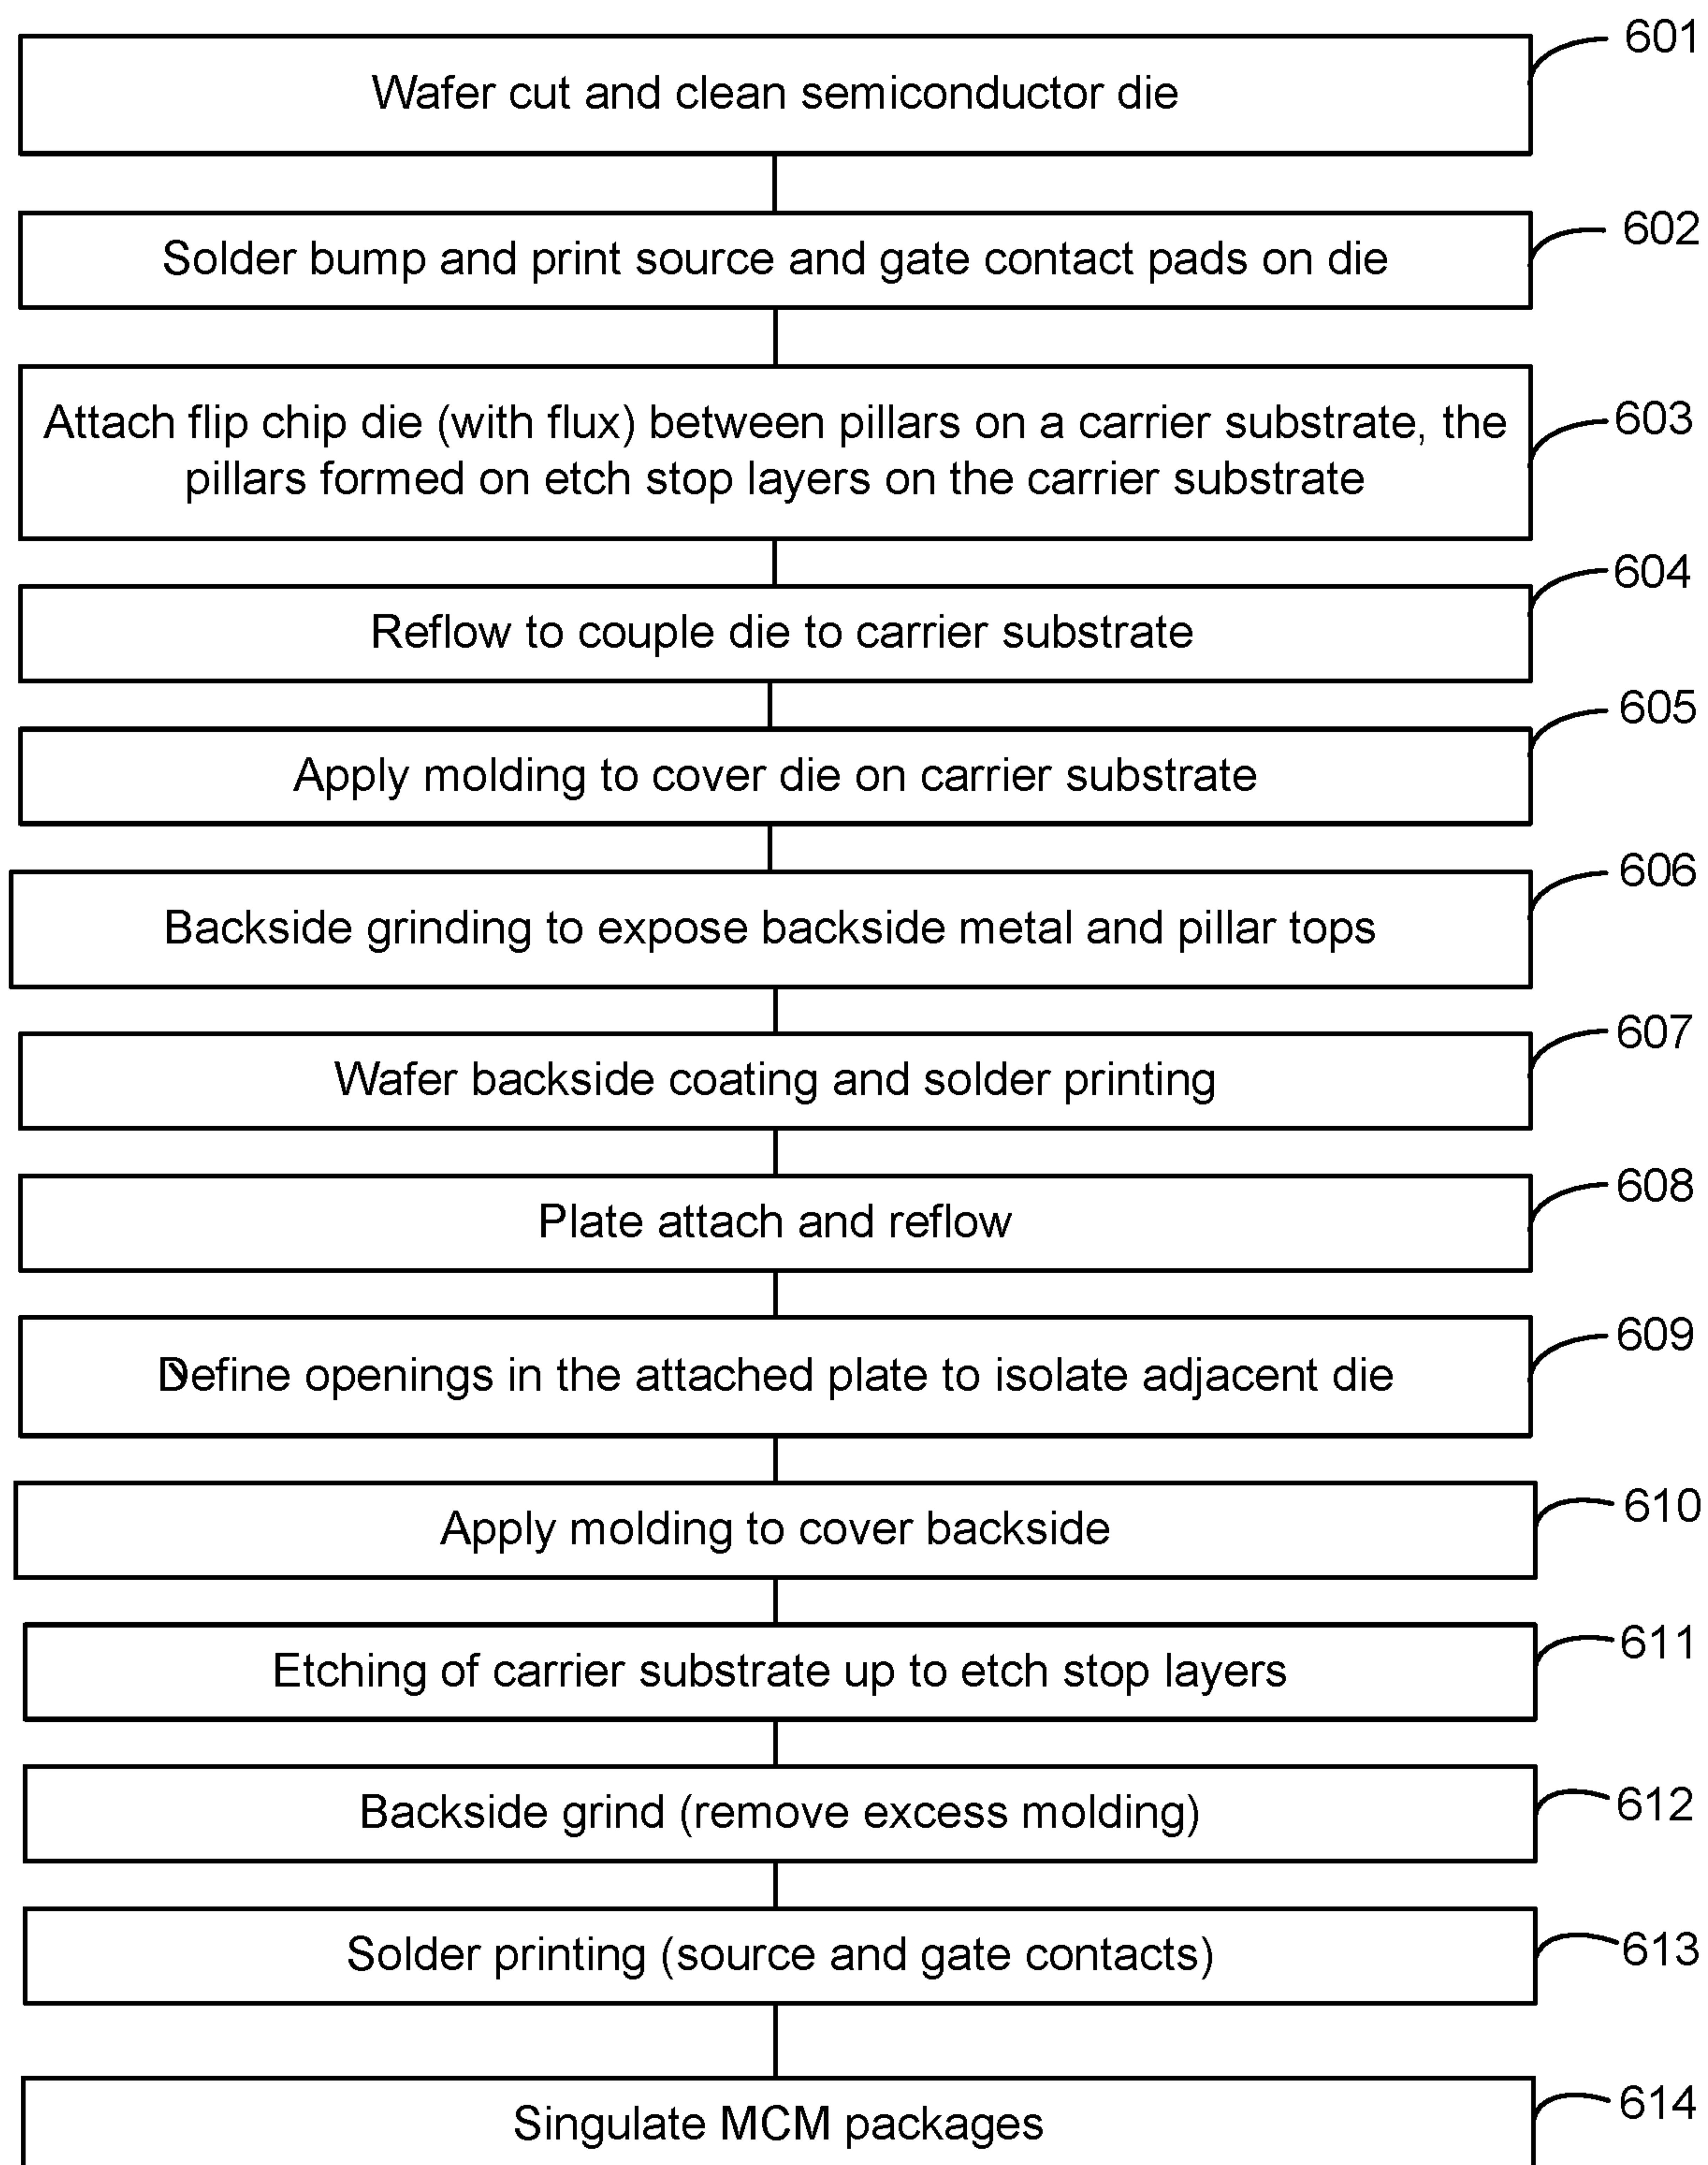 601
Wafer cut and clean semiconductor die
602
Solder bump and print source and gate contact pads on die
603
Attach flip chip die (with flux) between pillars on a carrier substrate, the
pillars formed on etch stop layers on the carrier substrate
604
Reflow to couple die to carrier substrate
605
Apply molding to cover die on carrier substrate
606
Backside grinding to expose backside metal and pillar tops
607
Wafer backside coating and solder printing
608
Plate attach and reflow
609
Define openings in the attached plate to isolate adjacent die
610
Apply molding to cover backside
611
Etching of carrier substrate up to etch stop layers
612
Backside grind (remove excess molding)
613
Solder printing (source and gate contacts)
614
Singulate MCM packages